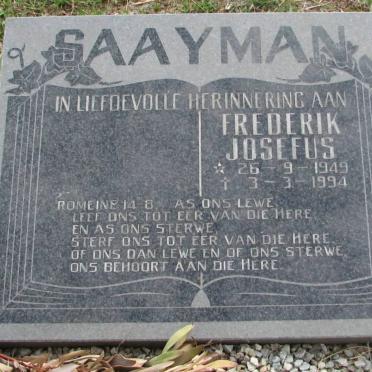 SAAYMAN
IN LIEFDEVOLLE HERINNERING AAN
FREDERIK
JOSEFUS
☆ 26-9-1949
† 3-3-1994
ROMEINE 14-8 AS ONS LEWE,
LEEF ONS TOT EER VAN DIE HERE,
EN AS ONS STERWE,
STERF ONS TOT EER VAN DIE HERE,
OF ONS DAN LEWE EN OF ONS STERWE,
ONS BEHOORT AAN DIE HERE.